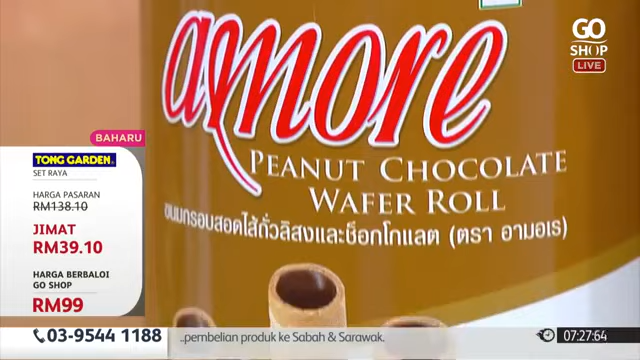 amore
PEANUT CHOCOLATE
WAFER ROLL
ขนมกรอบสอดไส้ถั่วลิสงและช็อกโกแลต (ตรา อามอเร)
GO
SHOP
LIVE
BAHARU
TONG GARDEN
SET RAYA
HARGA PASARAN
RM138.10
JIMAT
RM39.10
HARGA BERBALOI
GO SHOP
RM99
03-9544 1188
..pembelian produk ke Sabah & Sarawak.
07:27:64